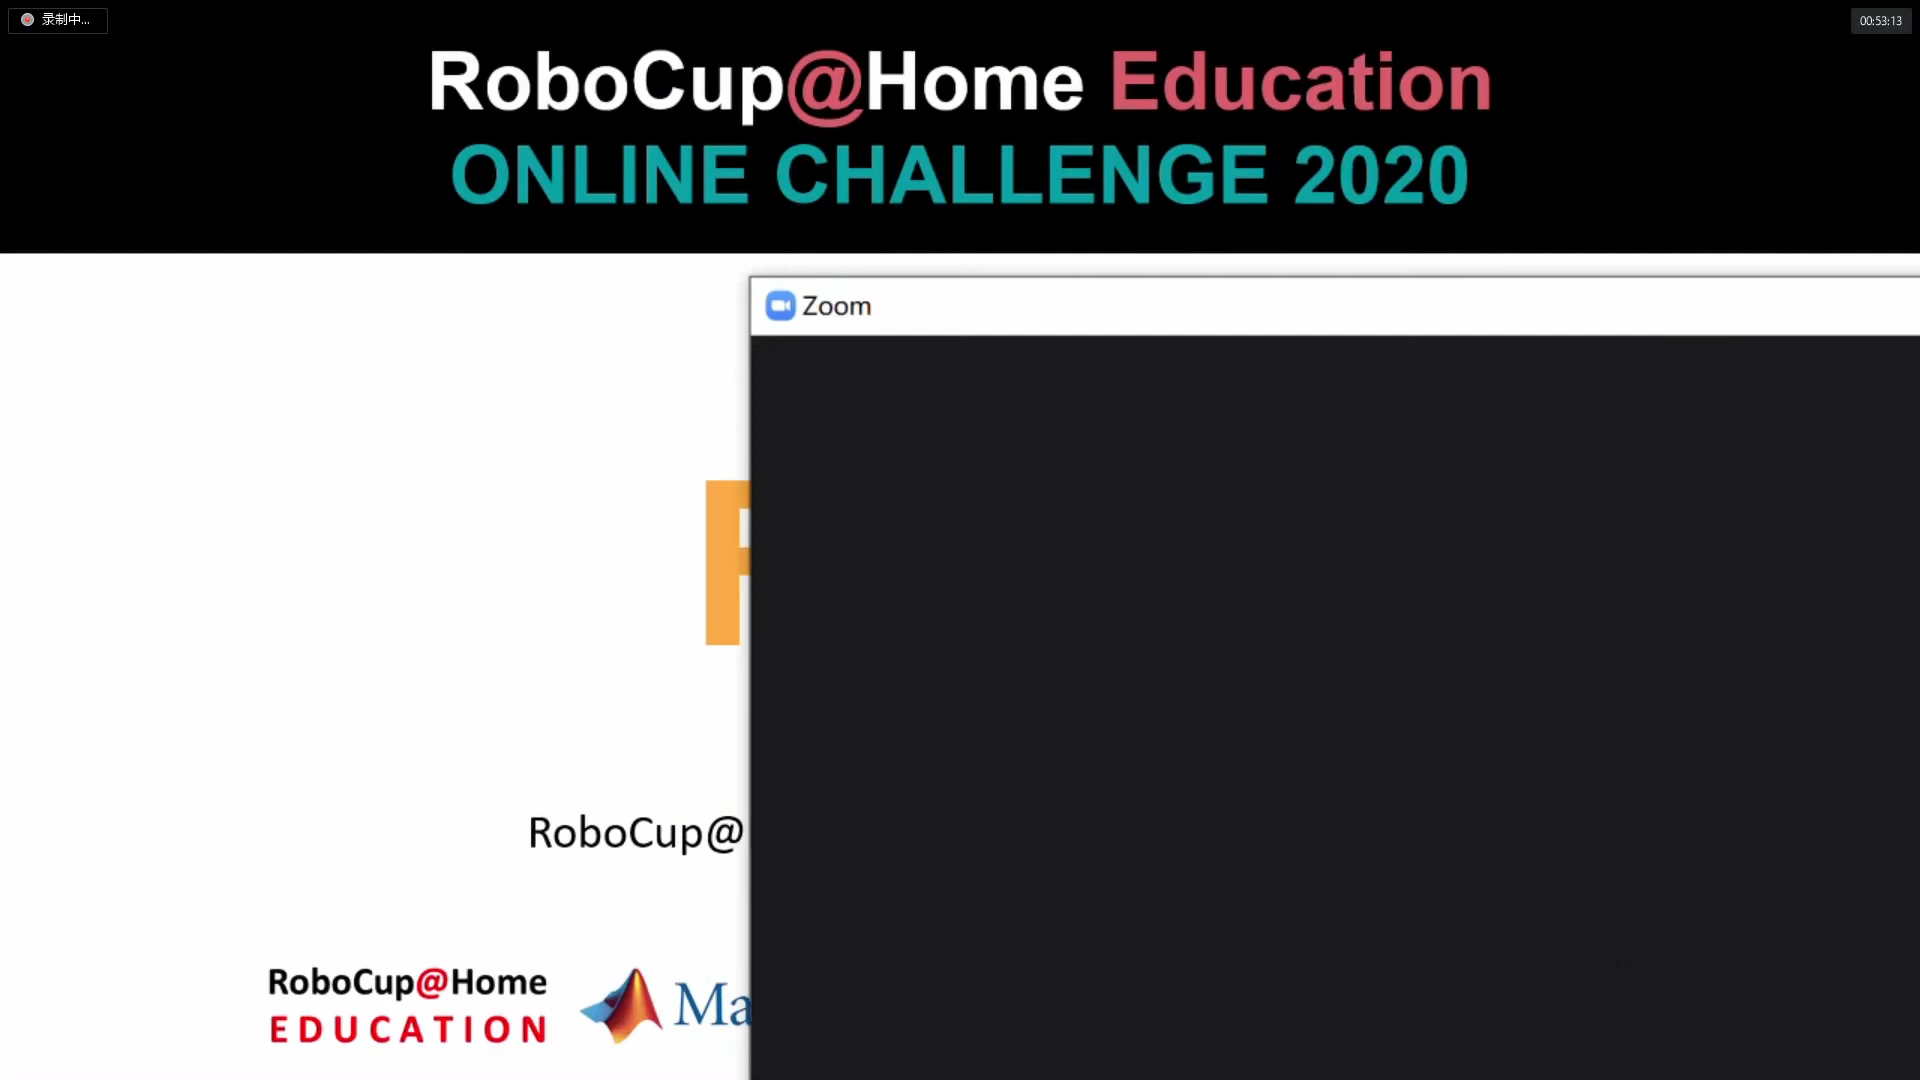 录制中...
00:53:13
RoboCup@Home Education
ONLINE CHALLENGE 2020
Zoom
RoboCup@
RoboCup@Home
EDUCATION